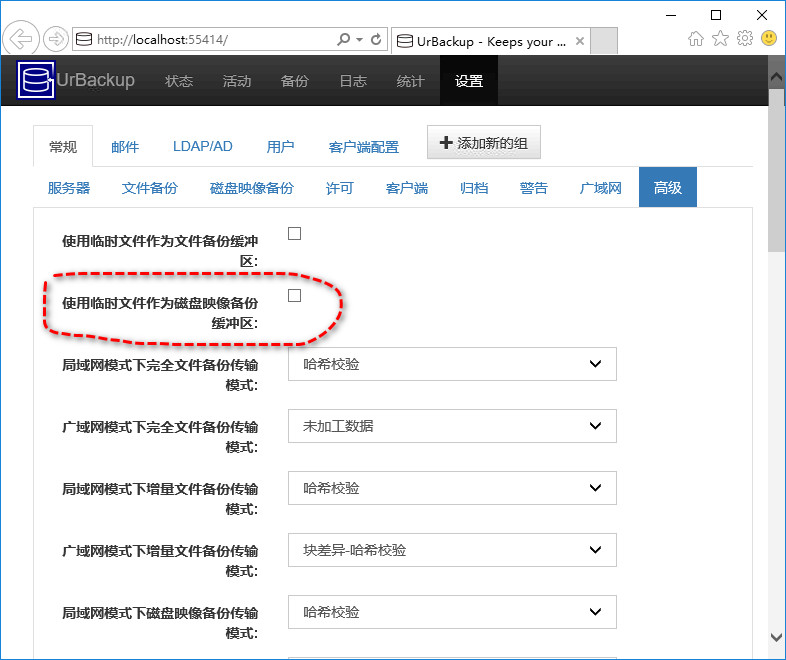 http://localhost:55414/
UrBackup - Keeps your ...
UrBackup 状态 活动 备份 日志 统计 设置
常规 邮件 LDAP/AD 用户 客户端配置 添加新的组
服务器 文件备份 磁盘映像备份 许可 客户端 归档 警告 广域网 高级
使用临时文件作为文件备份缓冲
区:
使用临时文件作为磁盘映像备份
缓冲区:
局域网模式下完全文件备份传输 哈希校验
模式:
广域网模式下完全文件备份传输 未加工数据
模式:
局域网模式下增量文件备份传输 哈希校验
模式:
广域网模式下增量文件备份传输 块差异-哈希校验
模式:
局域网模式下磁盘映像备份传输 哈希校验
模式: